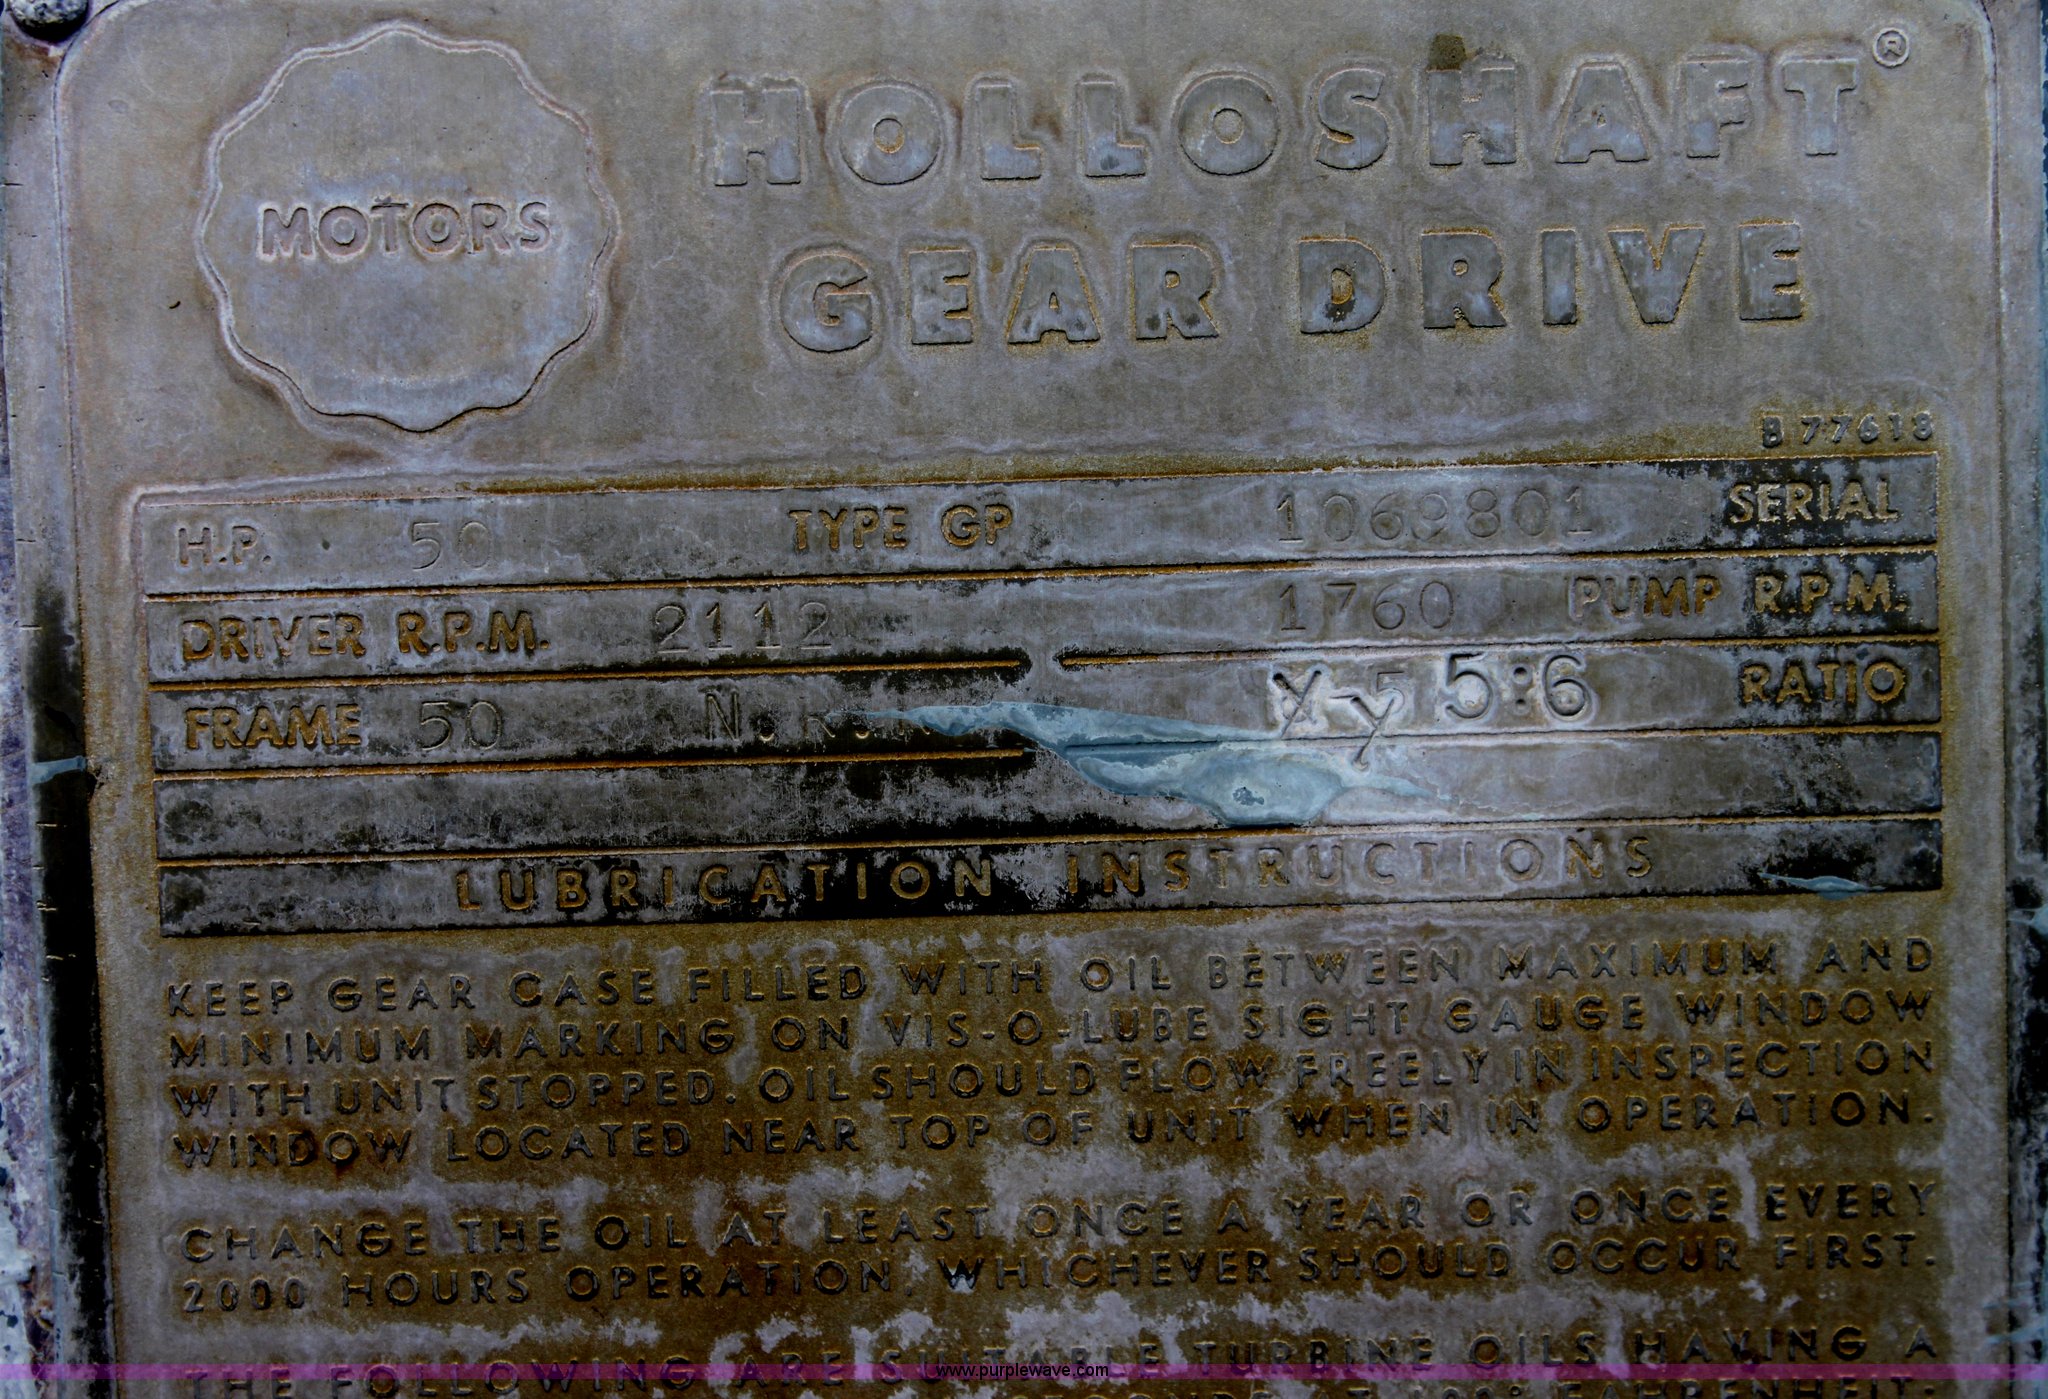 MOTORS
HOLLOSHAFT®
GEAR DRIVE
B 77618
H.P. 50 TYPE GP 1069801 SERIAL
DRIVER R.P.M. 2112 1760 PUMP R.P.M.
FRAME 50 5:6 RATIO
LUBRICATION INSTRUCTIONS
KEEP GEAR CASE FILLED WITH OIL BETWEEN MAXIMUM AND
MINIMUM MARKING ON VIS-O-LUBE SIGHT GAUGE WINDOW
WITH UNIT STOPPED. OIL SHOULD FLOW FREELY IN INSPECTION
WINDOW LOCATED NEAR TOP OF UNIT WHEN IN OPERATION.
CHANGE THE OIL AT LEAST ONCE A YEAR OR ONCE EVERY
2000 HOURS OPERATION, WHICHEVER SHOULD OCCUR FIRST.
THE FOLLOWING ARE SUITABLE TURBINE OILS HAVING A
www.purplewave.com
FAHRENHEIT